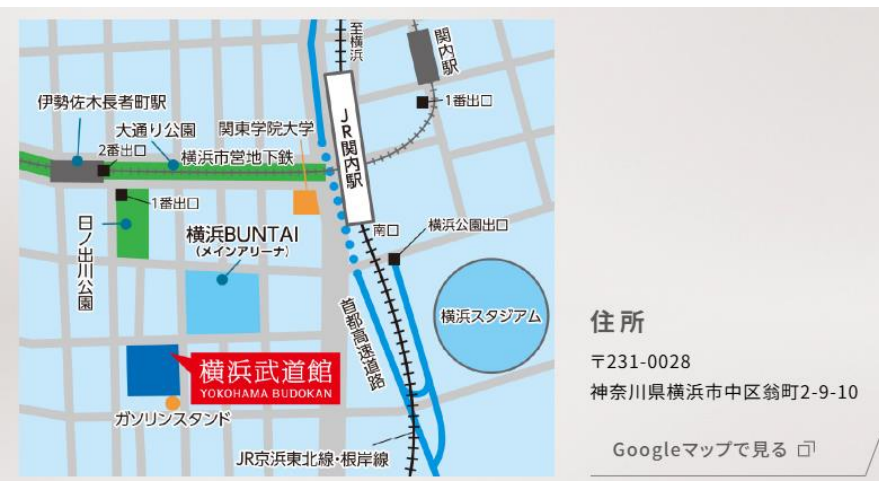 至横浜
関内駅
1番出口
伊勢佐木長者町駅
大通り公園
関東学院大学
JR関内駅
2番出口
横浜市営地下鉄
1番出口
日ノ出川公園
横浜BUNTAI
(メインアリーナ)
南口
横浜公園出口
首都高速道路
横浜スタジアム
横浜武道館
YOKOHAMA BUDOKAN
ガソリンスタンド
JR京浜東北線・根岸線
住所
〒231-0028
神奈川県横浜市中区翁町2-9-10
Googleマップで見る